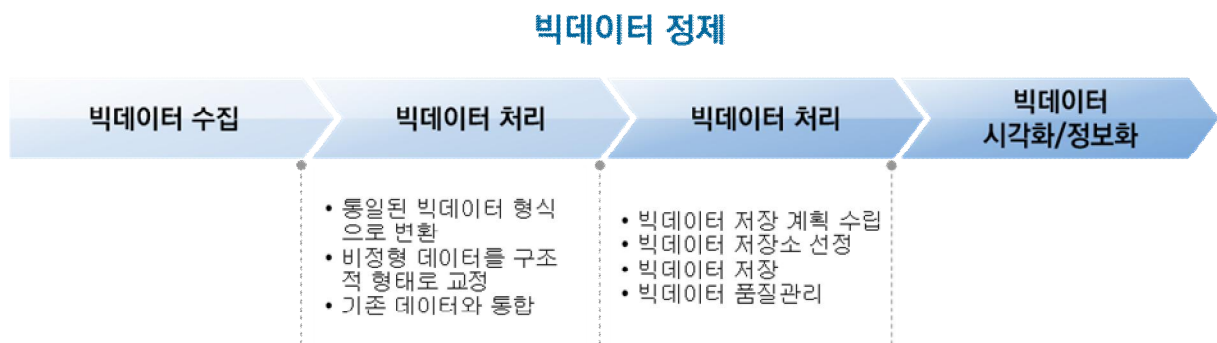 빅데이터 정제
빅데이터 수집
빅데이터 처리
빅데이터 처리
빅데이터
시각화/정보화
• 통일된 빅데이터 형식
으로 변환
• 비정형 데이터를 구조
적 형태로 교정
• 기존 데이터와 통합
• 빅데이터 저장 계획 수립
• 빅데이터 저장소 선정
• 빅데이터 저장
• 빅데이터 품질관리